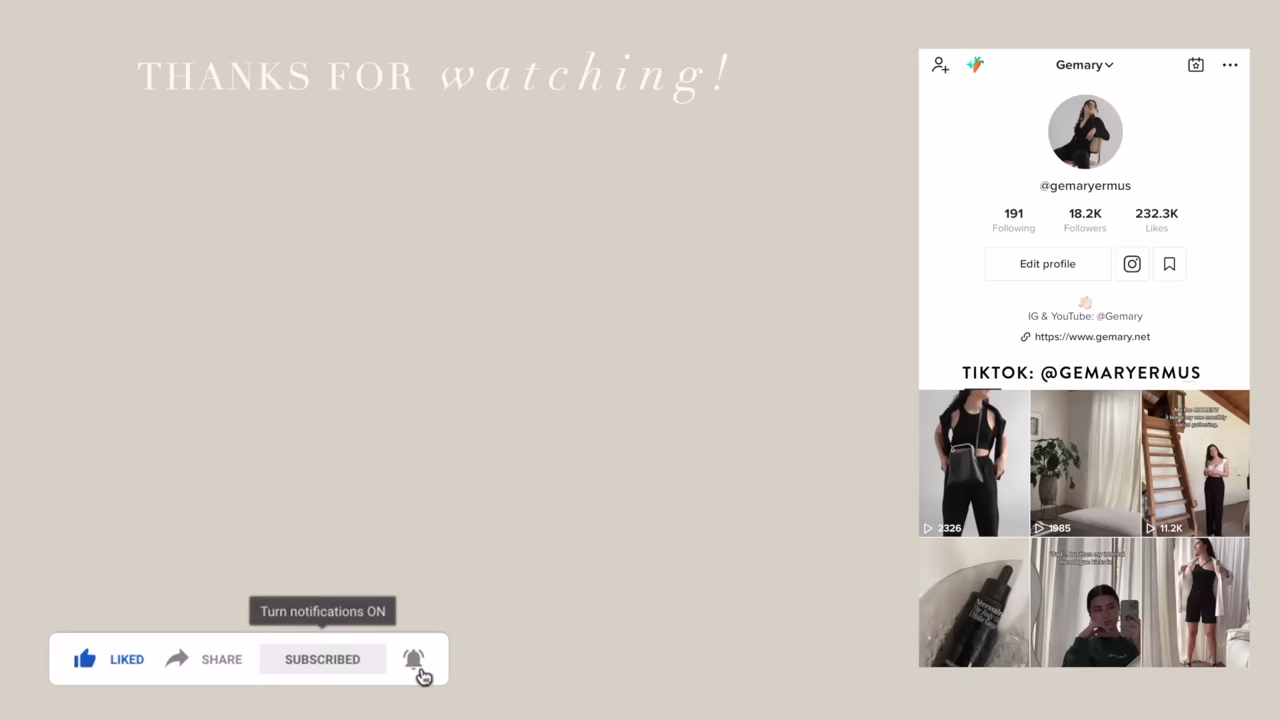 THANKS FOR watching!
Gemary
@gemaryermus
191 18.2K 232.3K
Following Followers Likes
Edit profile
IG & YouTube: @Gemary
https://www.gemary.net
TIKTOK: @GEMARYERMUS
2326 1985 11.2K
Turn notifications ON
LIKED SHARE SUBSCRIBED